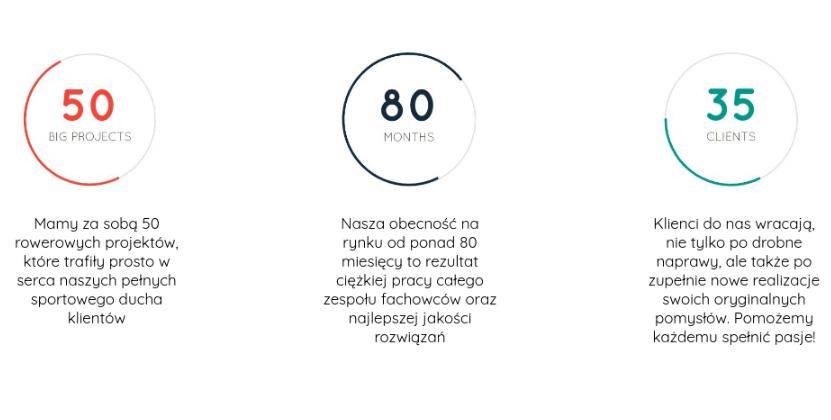 50
BIG PROJECTS
Mamy za sobą 50
rowerowych projektów,
które trafiły prosto w
serca naszych pełnych
sportowego ducha
klientów
80
MONTHS
Nasza obecność na
rynku od ponad 80
miesięcy to rezultat
ciężkiej pracy całego
zespołu fachowców oraz
najlepszej jakości
rozwiązań
35
CLIENTS
Klienci do nas wracają,
nie tylko po drobne
naprawy, ale także po
zupełnie nowe realizacje
swoich oryginalnych
pomysłów. Pomożemy
każdemu spełnić pasje!